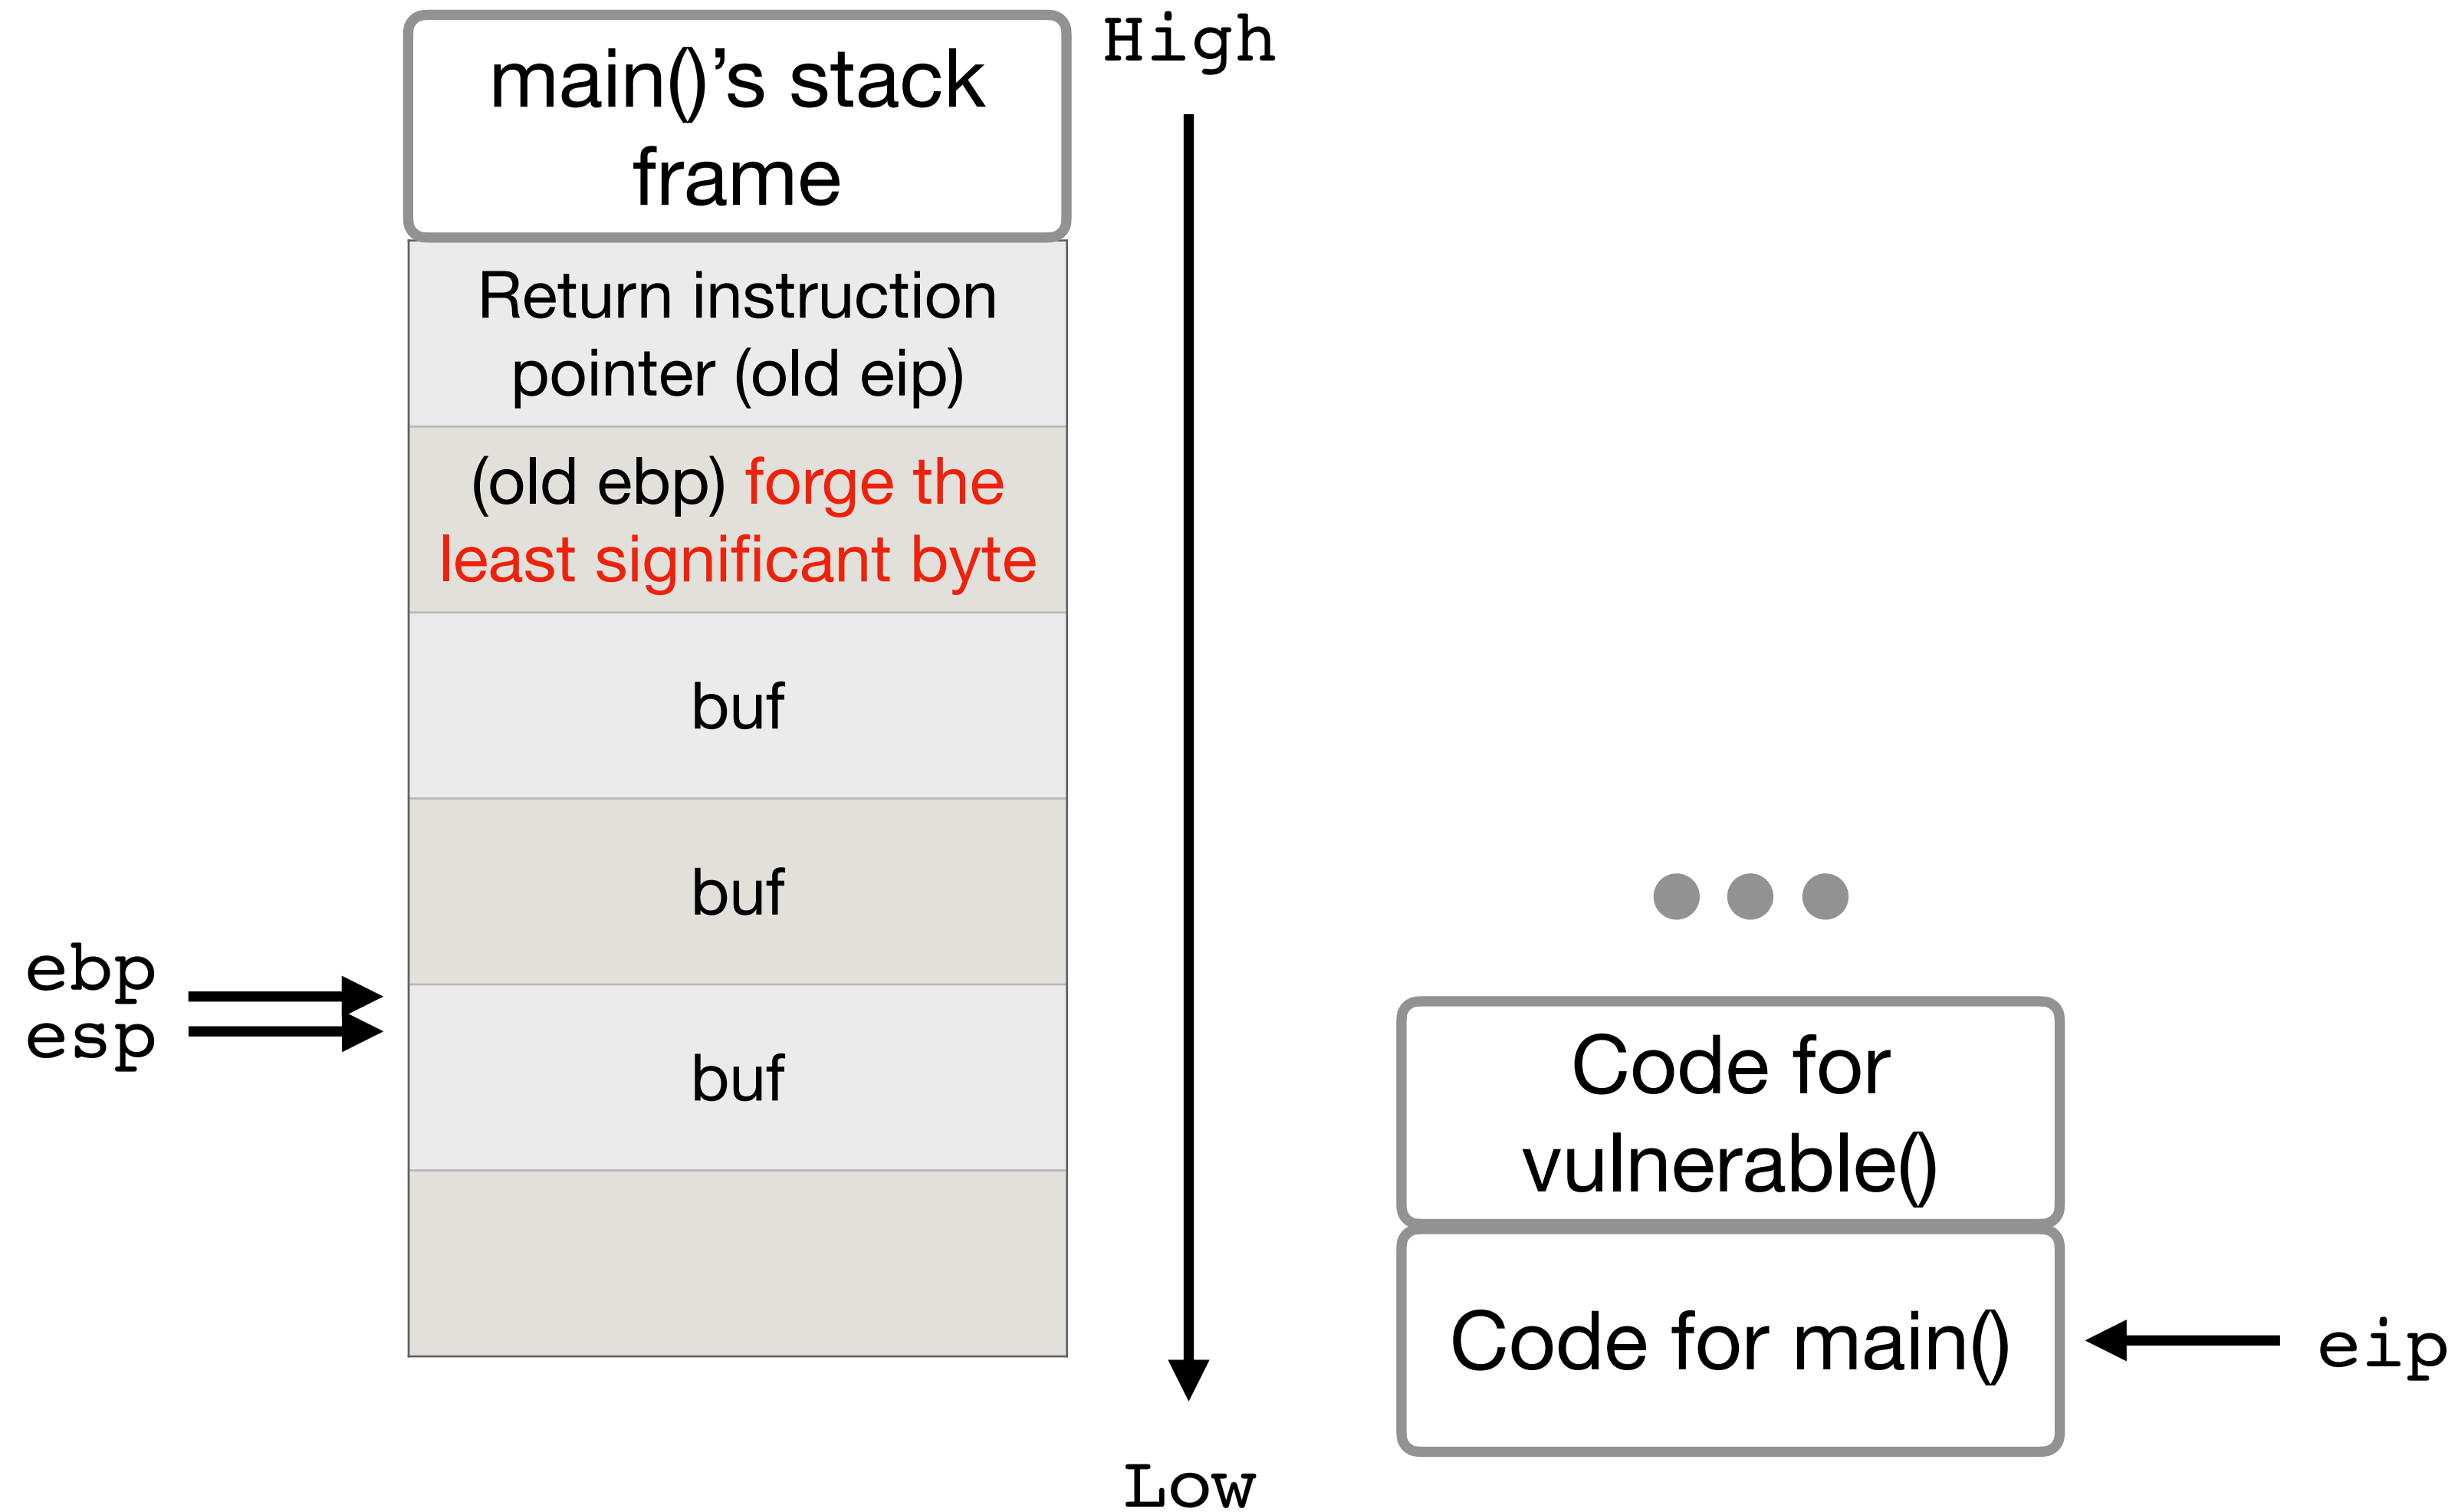 main()’s stack
frame
High
Return instruction
pointer (old eip)
(old ebp) forge the
least significant byte
buf
buf
ebp
esp
buf
Code for
vulnerable()
Code for main()
eip
Low